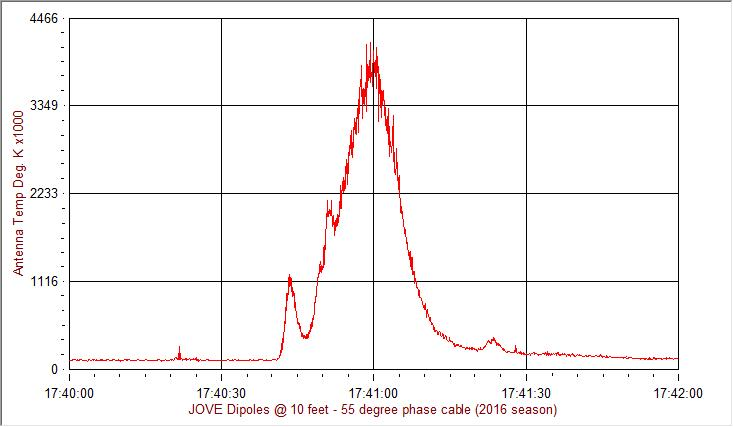 4466
3349
2233
1116
0
Antenna Temp Deg. K x1000
17:40:00 17:40:30 17:41:00 17:41:30 17:42:00
JOVE Dipoles @ 10 feet - 55 degree phase cable (2016 season)